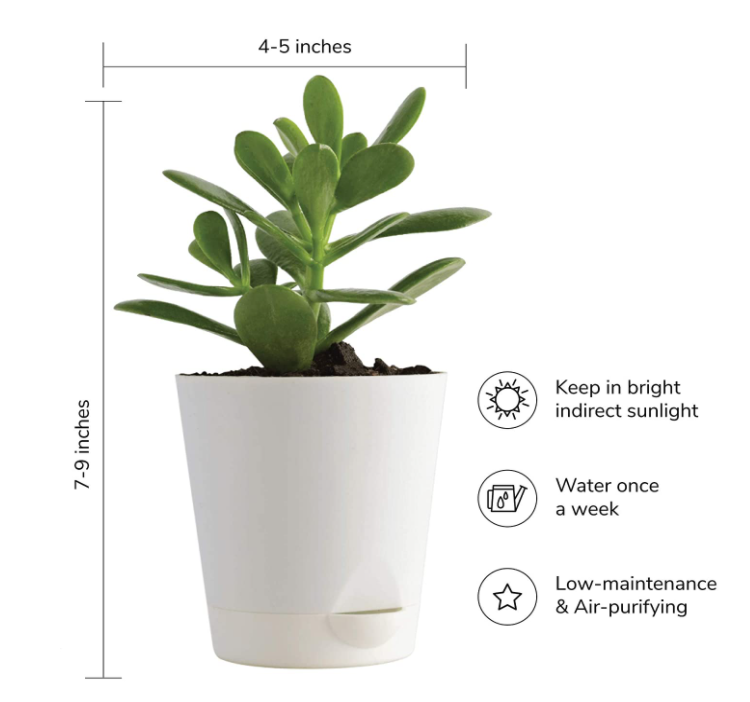 4-5 inches
7-9 inches
Keep in bright
indirect sunlight
Water once
a week
Low-maintenance
& Air-purifying